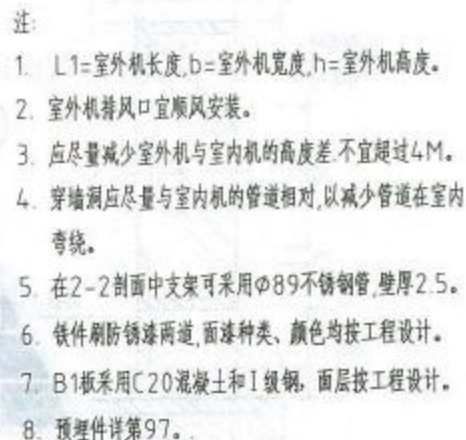 注:
1. L1=室外机长度,b=室外机宽度,h=室外机高度。
2. 室外机排风口宜顺风安装。
3. 应尽量减少室外机与室内机的高度差.不宜超过4M。
4. 穿墙洞应尽量与室内机的管道相对,以减少管道在室内
弯绕。
5. 在2-2剖面中支架可采用Φ89不锈钢管,壁厚2.5。
6. 铁件刷防锈漆两道,面漆种类、颜色均按工程设计。
7. B1板采用C20混凝土和I级钢, 面层按工程设计。
8. 预埋件详第97。